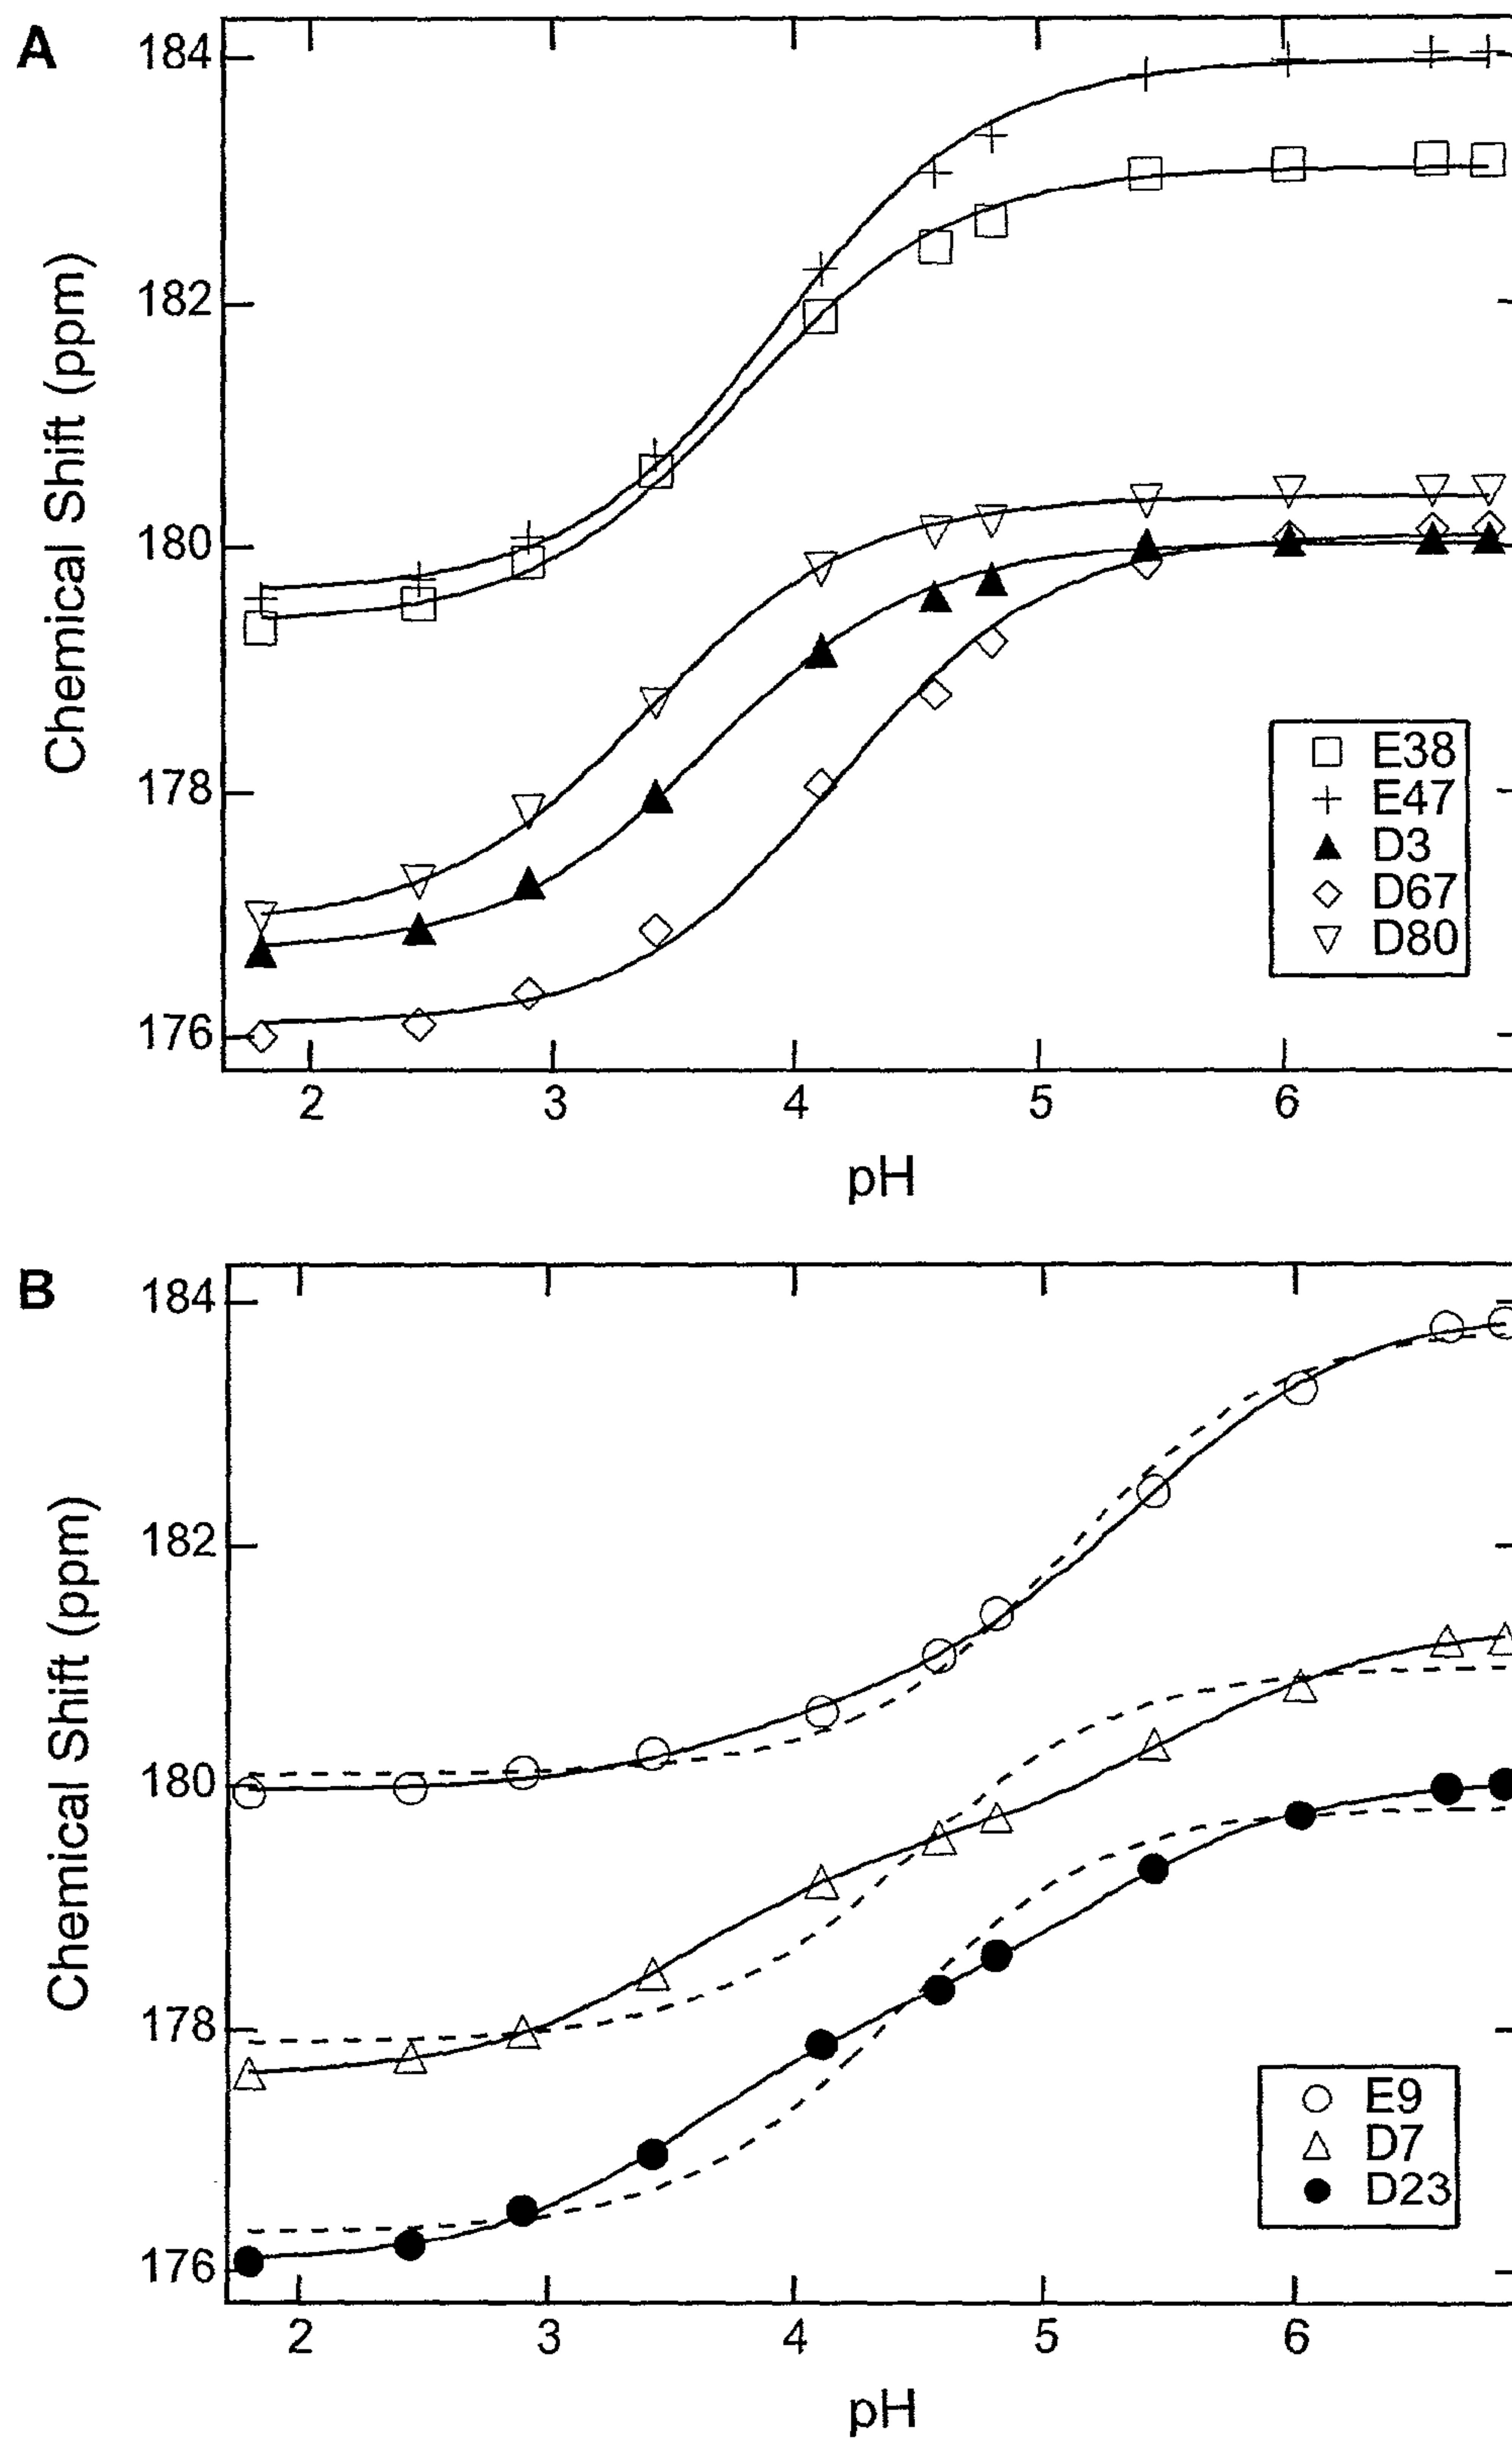 A
184
182
180
178
176
Chemical Shift (ppm)
E38
E47
D3
D67
D80
2 3 4 5 6
pH
B
184
182
180
178
176
Chemical Shift (ppm)
E9
D7
D23
2 3 4 5 6
pH